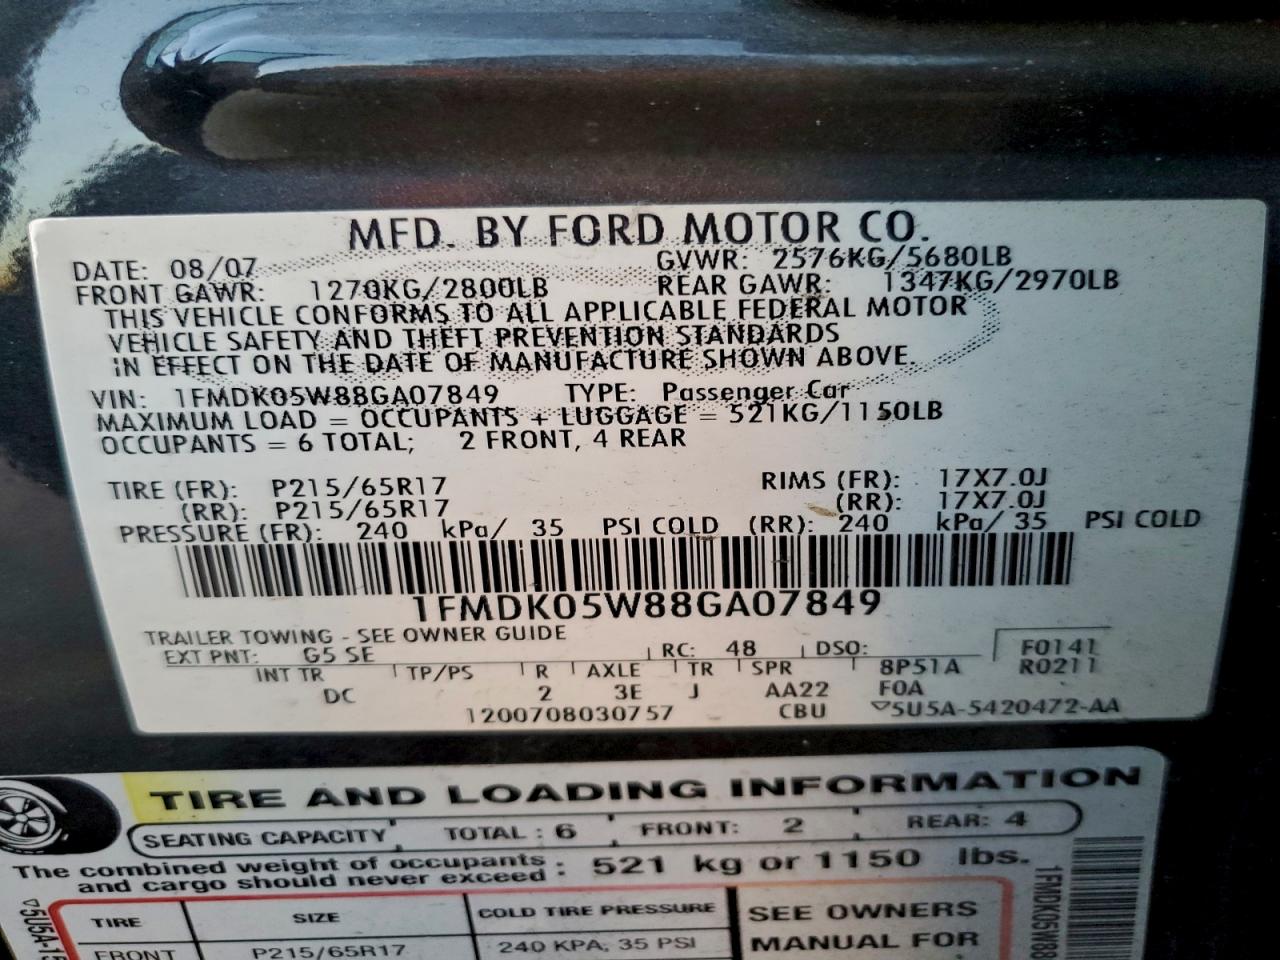 MFD. BY FORD MOTOR CO.
DATE: 08/07 GVWR: 2576KG/5680LB
FRONT GAWR: 1270KG/2800LB REAR GAWR: 1347KG/2970LB
THIS VEHICLE CONFORMS TO ALL APPLICABLE FEDERAL MOTOR
VEHICLE SAFETY AND THEFT PREVENTION STANDARDS
IN EFFECT ON THE DATE OF MANUFACTURE SHOWN ABOVE.
VIN: 1FMDK05W88GA07849 TYPE: Passenger Car
MAXIMUM LOAD = OCCUPANTS + LUGGAGE = 521KG/1150LB
OCCUPANTS = 6 TOTAL; 2 FRONT, 4 REAR
TIRE (FR): P215/65R17 RIMS (FR): 17X7.0J
(RR): P215/65R17 (RR): 17X7.0J
PRESSURE (FR): 240 kPa/ 35 PSI COLD (RR): 240 kPa/ 35 PSI COLD
1FMDK05W88GA07849
TRAILER TOWING - SEE OWNER GUIDE
EXT PNT: G5 SE RC: 48 DSO: F0141
INT TR TP/PS R AXLE TR SPR 8P51A R0211
DC 2 3E J AA22 F0A
1200708030757 CBU ▽5U5A-5420472-AA
TIRE AND LOADING INFORMATION
SEATING CAPACITY TOTAL : 6 FRONT: 2 REAR: 4
The combined weight of occupants
and cargo should never exceed : 521 kg or 1150 lbs.
TIRE SIZE COLD TIRE PRESSURE SEE OWNERS
FRONT P215/65R17 240 KPA, 35 PSI MANUAL FOR
▽5U5A-15
1FMDK05W88